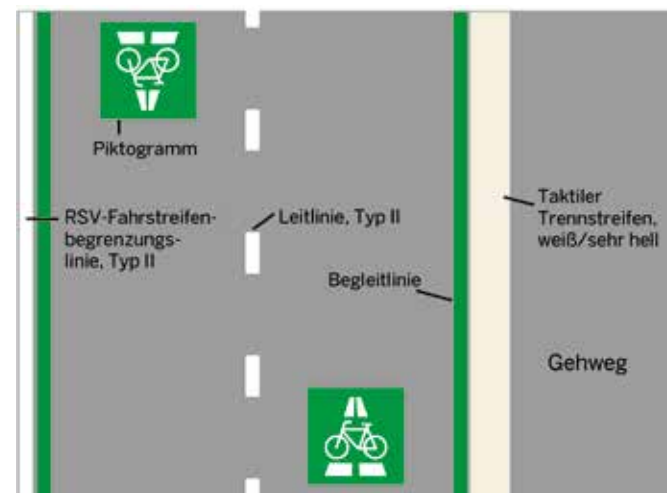 Piktogramm
RSV-Fahrstreifen-
begrenzungs-
linie, Typ II
Leitlinie, Typ II
Taktiler
Trennstreifen,
weiß/sehr hell
Begleitlinie
Gehweg